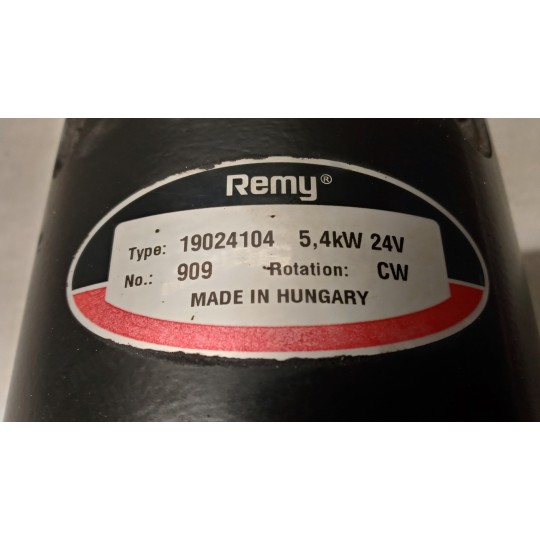 Remy®
Type: 19024104 5,4kW 24V
No.: 909 Rotation: CW
MADE IN HUNGARY